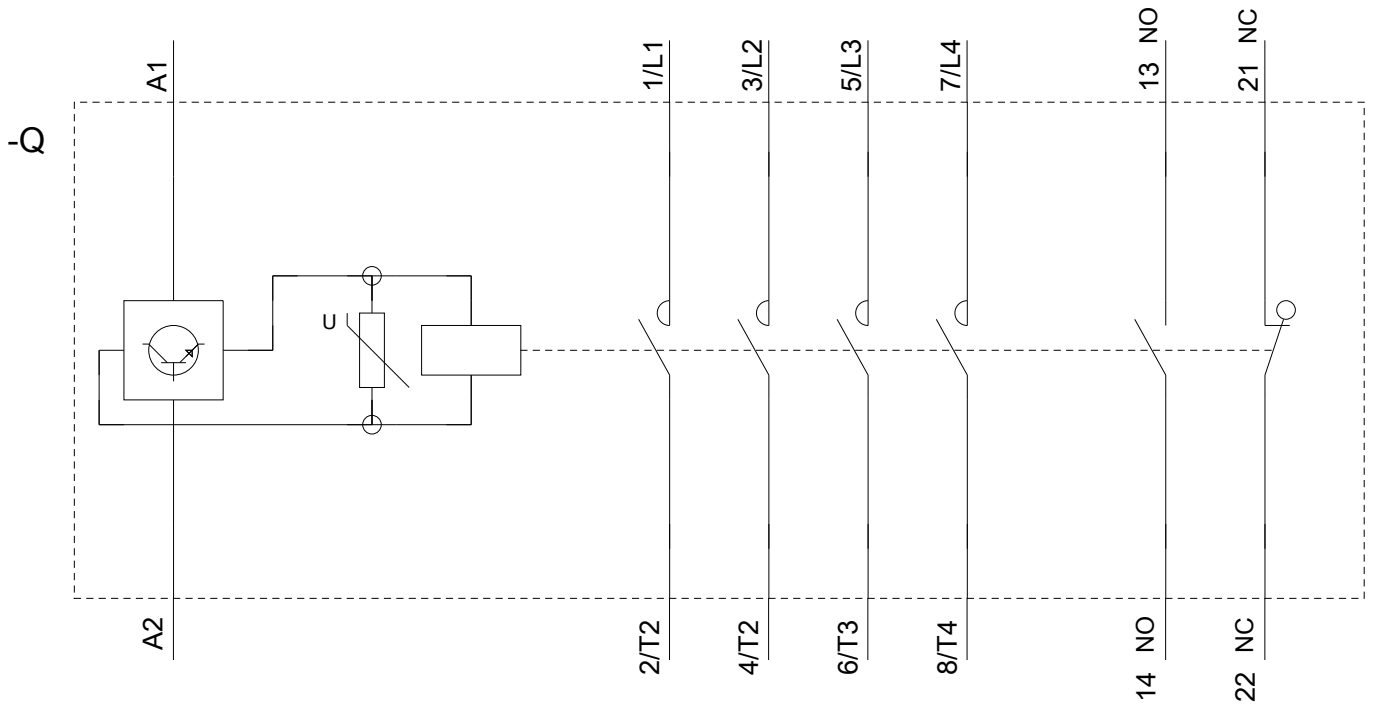 A1
1/L1
3/L2
5/L3
7/L4
13 NO
21 NC
-Q
U
A2
2/T2
4/T2
6/T3
8/T4
14 NO
22 NC